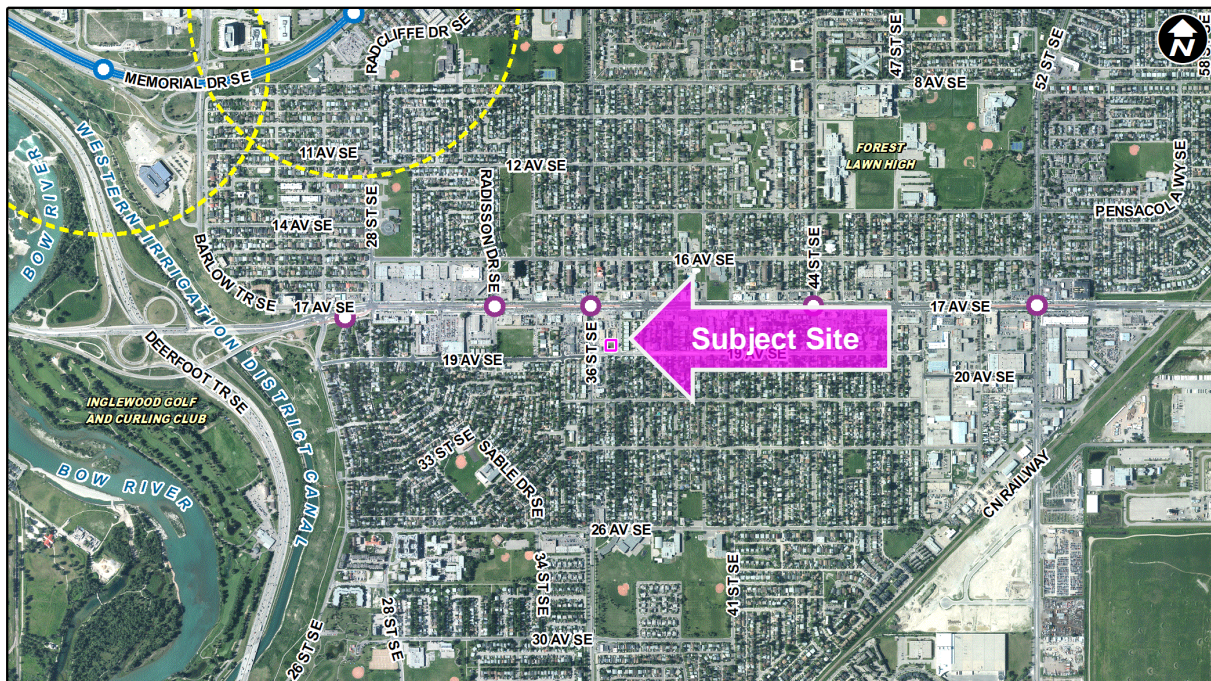 RADCLIFFE DR SE
47 ST SE
52 ST SE
N
MEMORIAL DR SE
8 AV SE
WESTERN IRRIGATION DISTRICT CANAL
BOW RIVER
11 AV SE
12 AV SE
FOREST
LAWN HIGH
PENSACOLA WY SE
28 ST SE
RADISSON DR SE
14 AV SE
BARLOW TR SE
16 AV SE
44 ST SE
17 AV SE
17 AV SE
DEERFOOT TR SE
36 ST SE
Subject Site
19 AV SE
19 AV SE
20 AV SE
INGLEWOOD GOLF
AND CURLING CLUB
33 ST SE
SABLE DR SE
BOW RIVER
CN RAILWAY
26 AV SE
34 ST SE
41 ST SE
28 ST SE
30 AV SE
26 ST SE